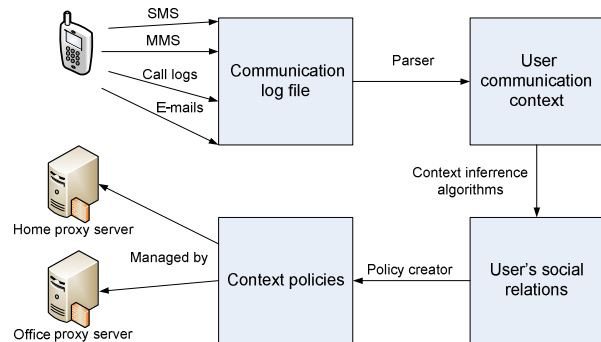 SMS
MMS
Call logs
E-mails
Communication
log file
Parser
User
communication
context
Context inference
algorithms
Home proxy server
Managed by
Office proxy server
Context policies
Policy creator
User's social
relations